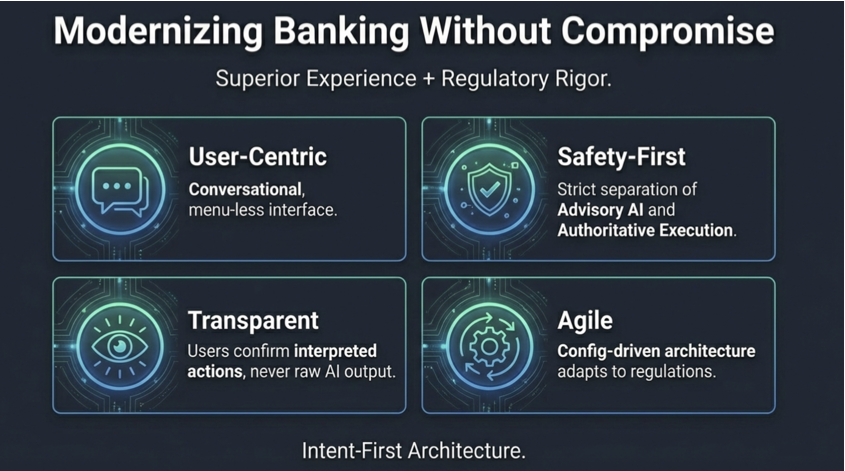 Modernizing Banking Without Compromise
Superior Experience + Regulatory Rigor.
User-Centric
Conversational,
menu-less interface.
Safety-First
Strict separation of
Advisory AI and
Authoritative Execution.
Transparent
Users confirm interpreted
actions, never raw AI output.
Agile
Config-driven architecture
adapts to regulations.
Intent-First Architecture.